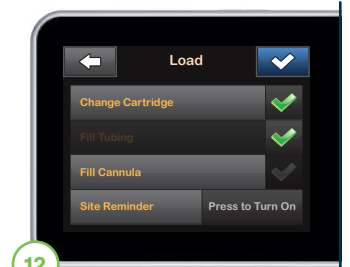 Load
Change Cartridge
Fill Tubing
Fill Cannula
Site Reminder Press to Turn On
12